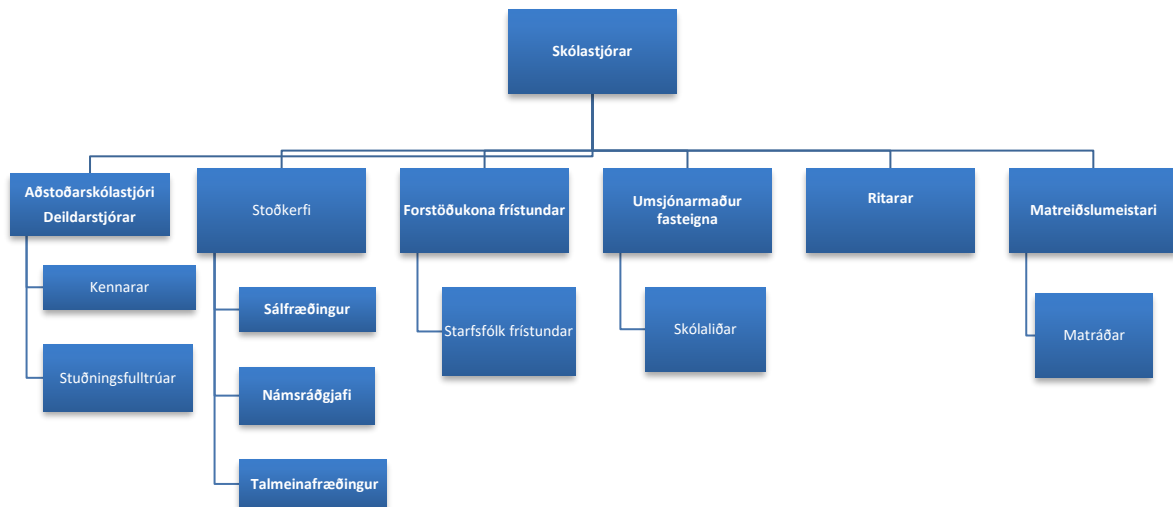 Skólastjórar
Aðstoðarskólastjóri
Deildarstjórar
Stoðkerfi
Forstöðukona frístundar
Umsjónarmaður
fasteigna
Ritarar
Matreiðslumeistari
Kennarar
Stuðningsfulltrúar
Sálfræðingur
Námsráðgjafi
Talmeinafræðingur
Starfsfólk frístundar
Skólaliðar
Matráðar